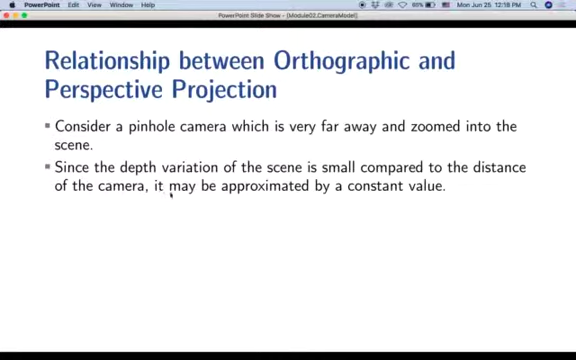 PowerPoint File Edit View Window Help
Mon Jun 25 12:18 PM
PowerPoint Slide Show - [Module02.CameraModel]
Relationship between Orthographic and
Perspective Projection
Consider a pinhole camera which is very far away and zoomed into the
scene.
Since the depth variation of the scene is small compared to the distance
of the camera, it may be approximated by a constant value.